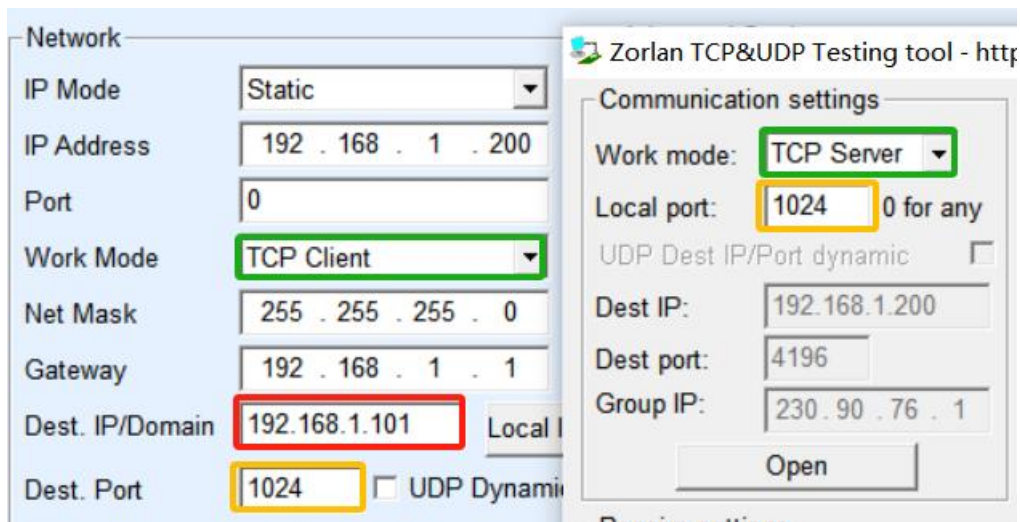 Network
IP Mode Static
IP Address 192 . 168 . 1 . 200
Port 0
Work Mode TCP Client
Net Mask 255 . 255 . 255 . 0
Gateway 192 . 168 . 1 . 1
Dest. IP/Domain 192.168.1.101 Local
Dest. Port 1024 UDP
Zorlan TCP&UDP Testing tool - http
Communication settings
Work mode: TCP Server
Local port: 1024 0 for any
UDP Dest IP/Port dynamic
Dest IP: 192.168.1.200
Dest port: 4196
Group IP: 230 . 90 . 76 . 1
Open